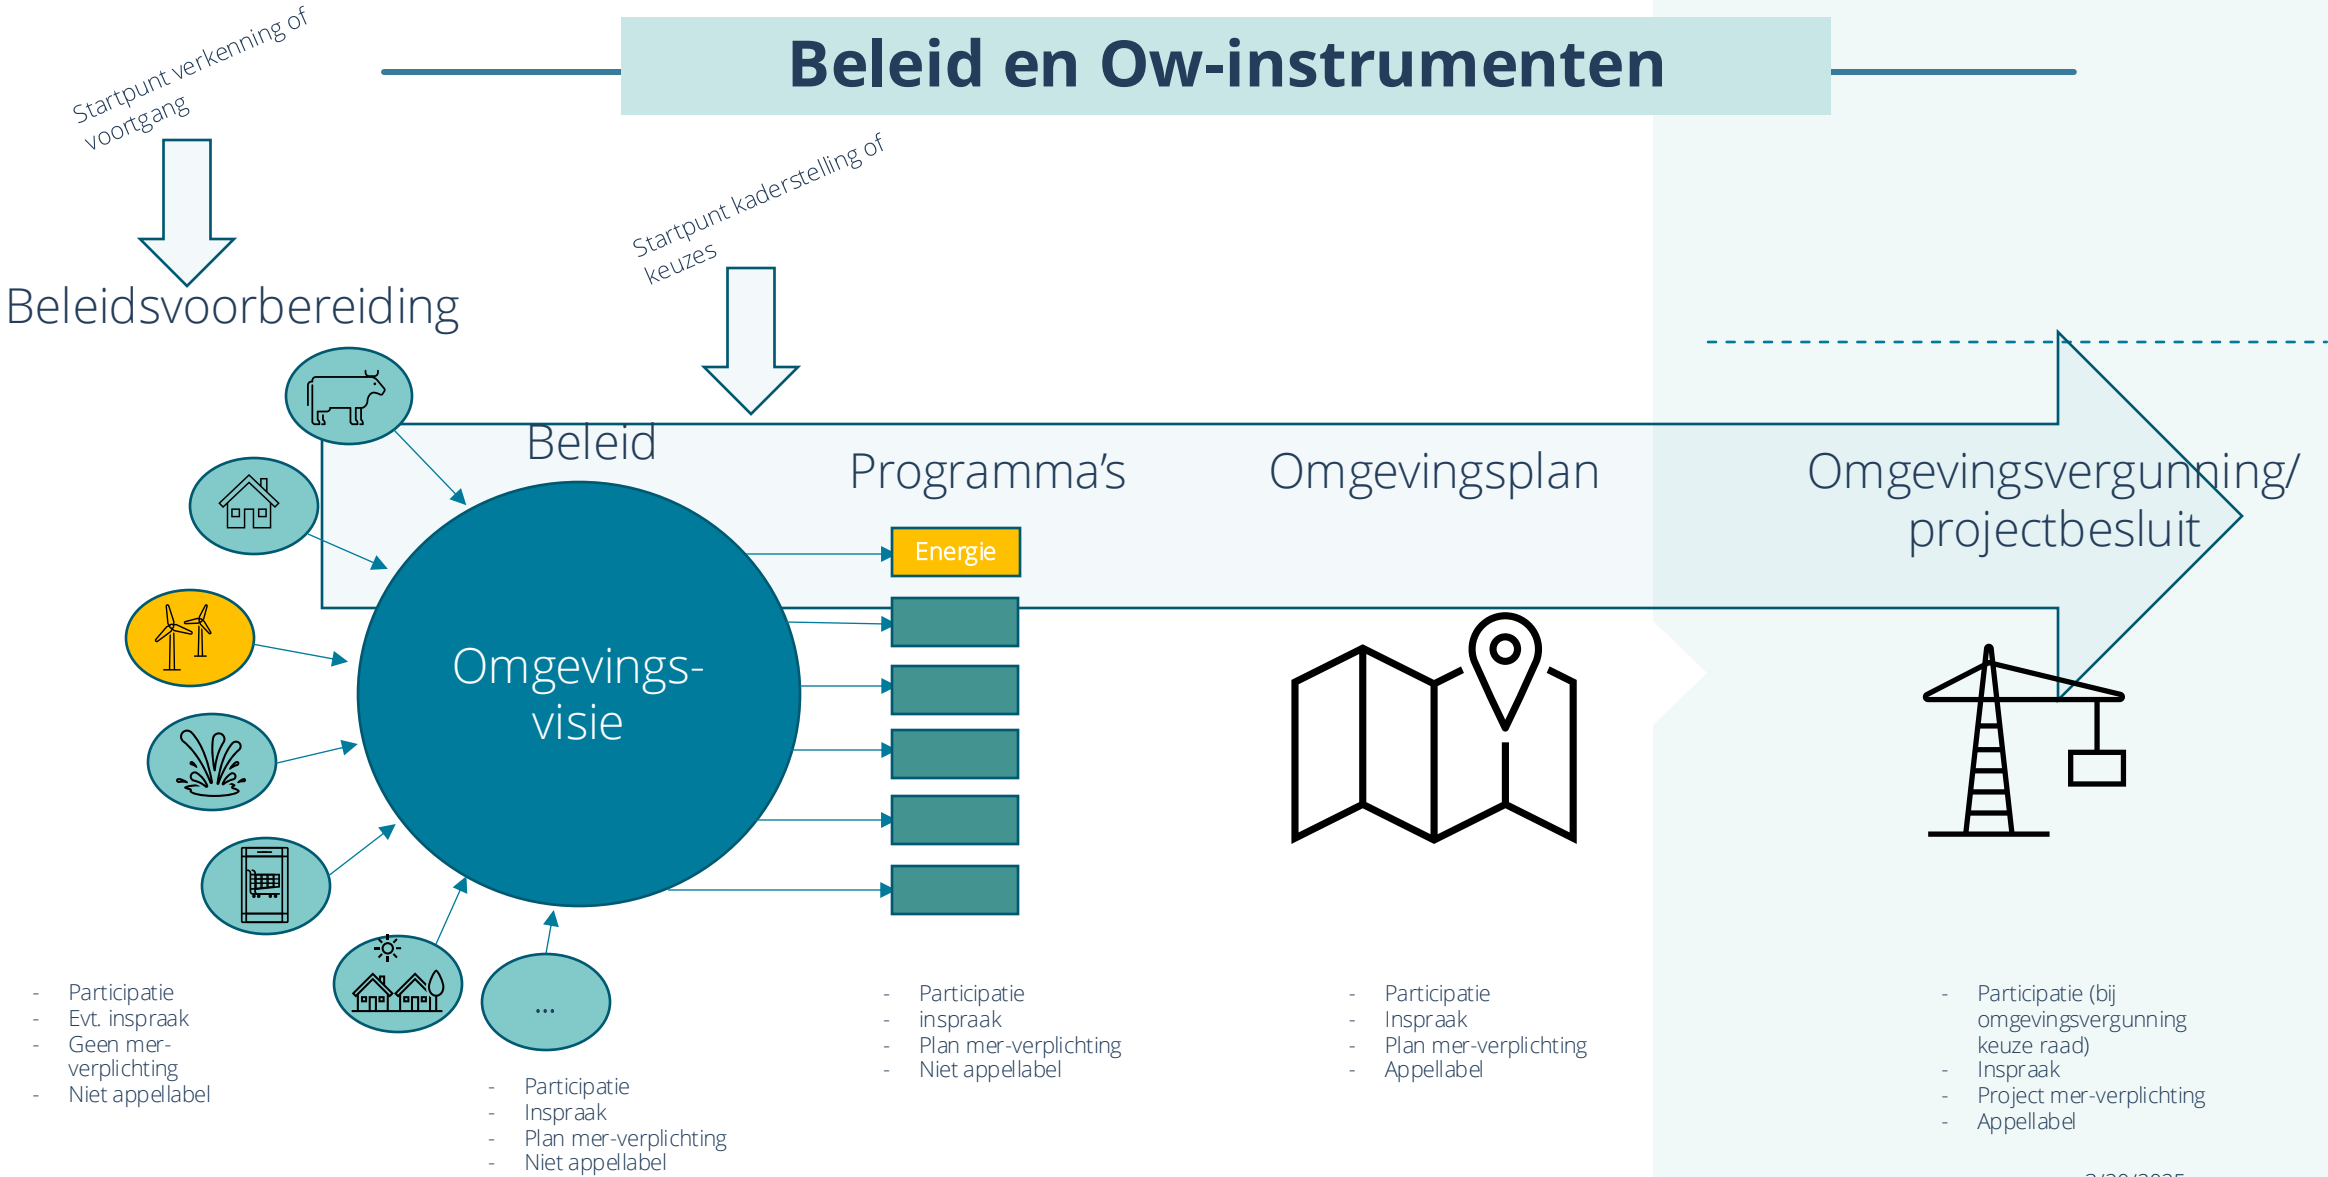 Beleid en Ow-instrumenten
Startpunt verkenning of
voortgang
Startpunt kaderstelling of
keuzes
Beleidsvoorbereiding
Beleid
Programma's
Omgevingsplan
Omgevingsvergunning/
projectbesluit
Energie
Omgevings-
visie
...
- Participatie
- Evt. inspraak
- Geen mer-
verplichting
- Niet appellabel
- Participatie
- Inspraak
- Plan mer-verplichting
- Niet appellabel
- Participatie
- inspraak
- Plan mer-verplichting
- Niet appellabel
- Participatie
- Inspraak
- Plan mer-verplichting
- Appellabel
- Participatie (bij
omgevingsvergunning
keuze raad)
- Inspraak
- Project mer-verplichting
- Appellabel